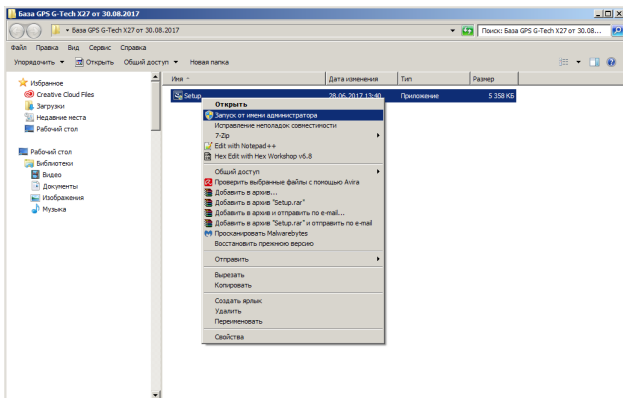 База GPS G-Tech X27 от 30.08.2017
База GPS G-Tech X27 от 30.08.2017
Поиск: База GPS G-Tech X27 от 30.08...
Файл Правка Вид Сервис Справка
Упорядочить Открыть Общий доступ Новая папка
Избранное
Creative Cloud Files
Загрузки
Недавние места
Рабочий стол
Рабочий стол
Библиотеки
Видео
Документы
Изображения
Музыка
Имя Дата изменения Тип Размер
Setup 28.06.2017 13:40 Приложение 5 358 КБ
Открыть
Запуск от имени администратора
Исправление неполадок совместимости
7-Zip
Edit with Notepad++
Hex Edit with Hex Workshop v6.8
Общий доступ
Проверить выбранные файлы с помощью Avira
Добавить в архив...
Добавить в архив "Setup.rar"
Добавить в архив и отправить по e-mail...
Добавить в архив "Setup.rar" и отправить по e-mail
Просканировать Malwarebytes
Восстановить прежнюю версию
Отправить
Вырезать
Копировать
Создать ярлык
Удалить
Переименовать
Свойства